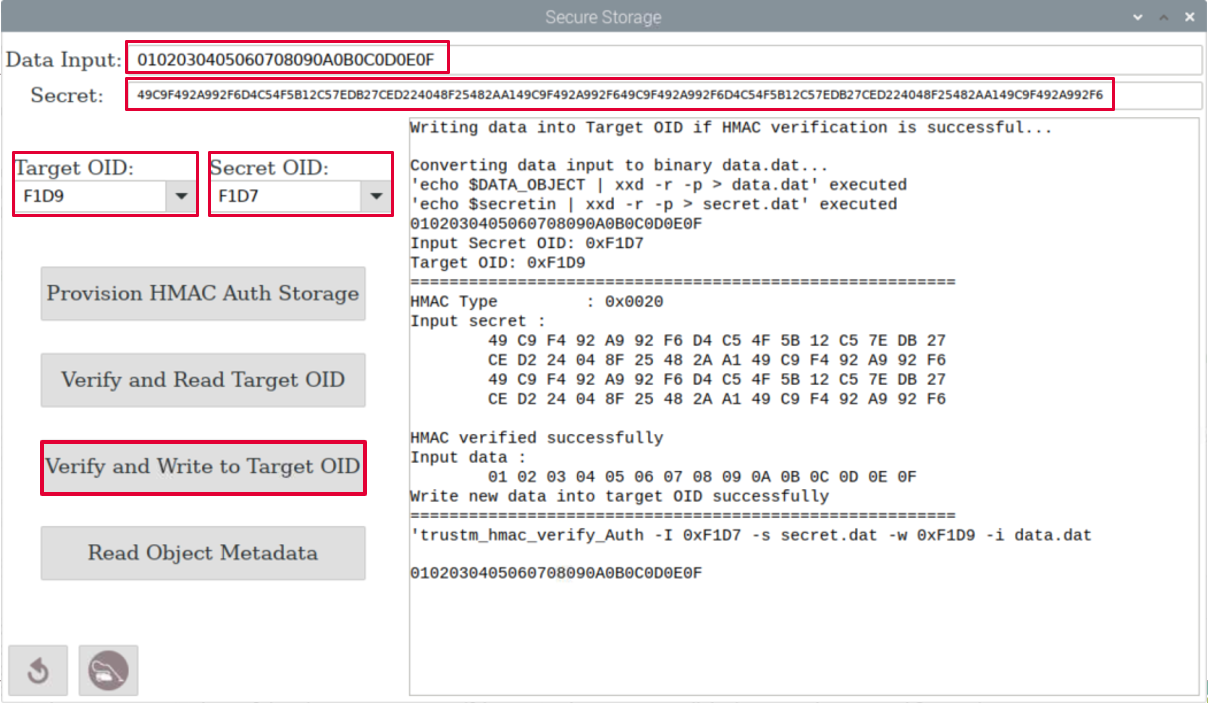 Secure Storage
Data Input: 0102030405060708090A0B0C0D0E0F
Secret: 49C9F492A992F6D4C54F5B12C57EDB27CED224048F25482AA149C9F492A992F649C9F492A992F6D4C54F5B12C57EDB27CED224048F25482AA149C9F492A992F6
Target OID:
F1D9
Secret OID:
F1D7
Provision HMAC Auth Storage
Verify and Read Target OID
Verify and Write to Target OID
Read Object Metadata
Writing data into Target OID if HMAC verification is successful...
Converting data input to binary data.dat...
'echo $DATA_OBJECT | xxd -r -p > data.dat' executed
'echo $secretin | xxd -r -p > secret.dat' executed
0102030405060708090A0B0C0D0E0F
Input Secret OID: 0xF1D7
Target OID: 0xF1D9
========================================================
HMAC Type         : 0x0020
Input secret :
49 C9 F4 92 A9 92 F6 D4 C5 4F 5B 12 C5 7E DB 27
CE D2 24 04 8F 25 48 2A A1 49 C9 F4 92 A9 92 F6
49 C9 F4 92 A9 92 F6 D4 C5 4F 5B 12 C5 7E DB 27
CE D2 24 04 8F 25 48 2A A1 49 C9 F4 92 A9 92 F6
HMAC verified successfully
Input data :
01 02 03 04 05 06 07 08 09 0A 0B 0C 0D 0E 0F
Write new data into target OID successfully
========================================================
'trustm_hmac_verify_Auth -I 0xF1D7 -s secret.dat -w 0xF1D9 -i data.dat
0102030405060708090A0B0C0D0E0F